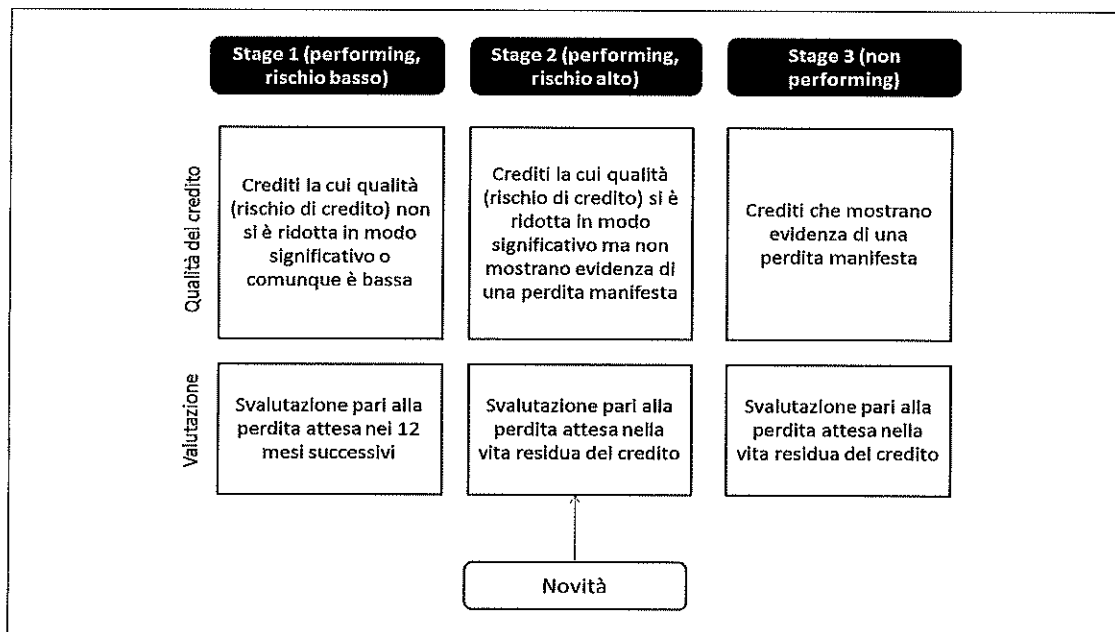 Stage 1 (performing,
rischio basso)
Stage 2 (performing,
rischio alto)
Stage 3 (non
performing)
Qualità del credito
Crediti la cui qualità
(rischio di credito) non
si è ridotta in modo
significativo o
comunque è bassa
Crediti la cui qualità
(rischio di credito) si è
ridotta in modo
significativo ma non
mostrano evidenza di
una perdita manifesta
Crediti che mostrano
evidenza di una
perdita manifesta
Valutazione
Svalutazione pari alla
perdita attesa nei 12
mesi successivi
Svalutazione pari alla
perdita attesa nella
vita residua del credito
Svalutazione pari alla
perdita attesa nella
vita residua del credito
Novità